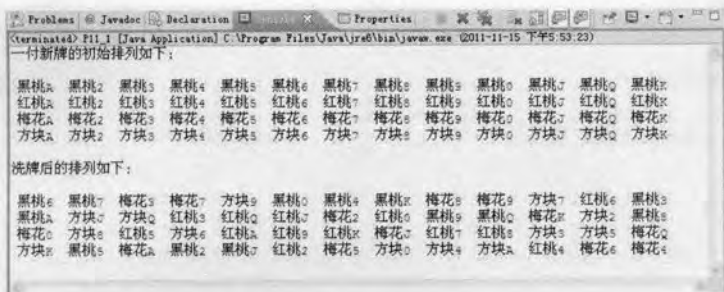 Problems @ Javadoc Declaration Console Properties
<terminated> P11_1 [Java Application] C:\Program Files\Java\jre6\bin\javaw.exe (2011-11-15 下午5:53:23)
一付新牌的初始排列如下：
黑桃A 黑桃2 黑桃3 黑桃4 黑桃5 黑桃6 黑桃7 黑桃8 黑桃9 黑桃0 黑桃J 黑桃Q 黑桃K
红桃A 红桃2 红桃3 红桃4 红桃5 红桃6 红桃7 红桃8 红桃9 红桃0 红桃J 红桃Q 红桃K
梅花A 梅花2 梅花3 梅花4 梅花5 梅花6 梅花7 梅花8 梅花9 梅花0 梅花J 梅花Q 梅花K
方块A 方块2 方块3 方块4 方块5 方块6 方块7 方块8 方块9 方块0 方块J 方块Q 方块K
洗牌后的排列如下：
黑桃6 黑桃7 梅花3 梅花7 方块9 黑桃0 黑桃4 黑桃K 梅花8 梅花9 方块7 红桃6 黑桃3
黑桃A 方块J 方块Q 红桃3 红桃Q 红桃J 梅花2 红桃0 黑桃9 黑桃Q 梅花K 方块2 黑桃8
梅花0 方块8 红桃5 方块6 红桃A 红桃9 红桃K 梅花J 红桃7 红桃8 方块3 方块5 梅花Q
方块K 黑桃5 梅花A 黑桃2 黑桃J 红桃2 梅花5 方块0 方块4 方块A 红桃4 梅花6 梅花4